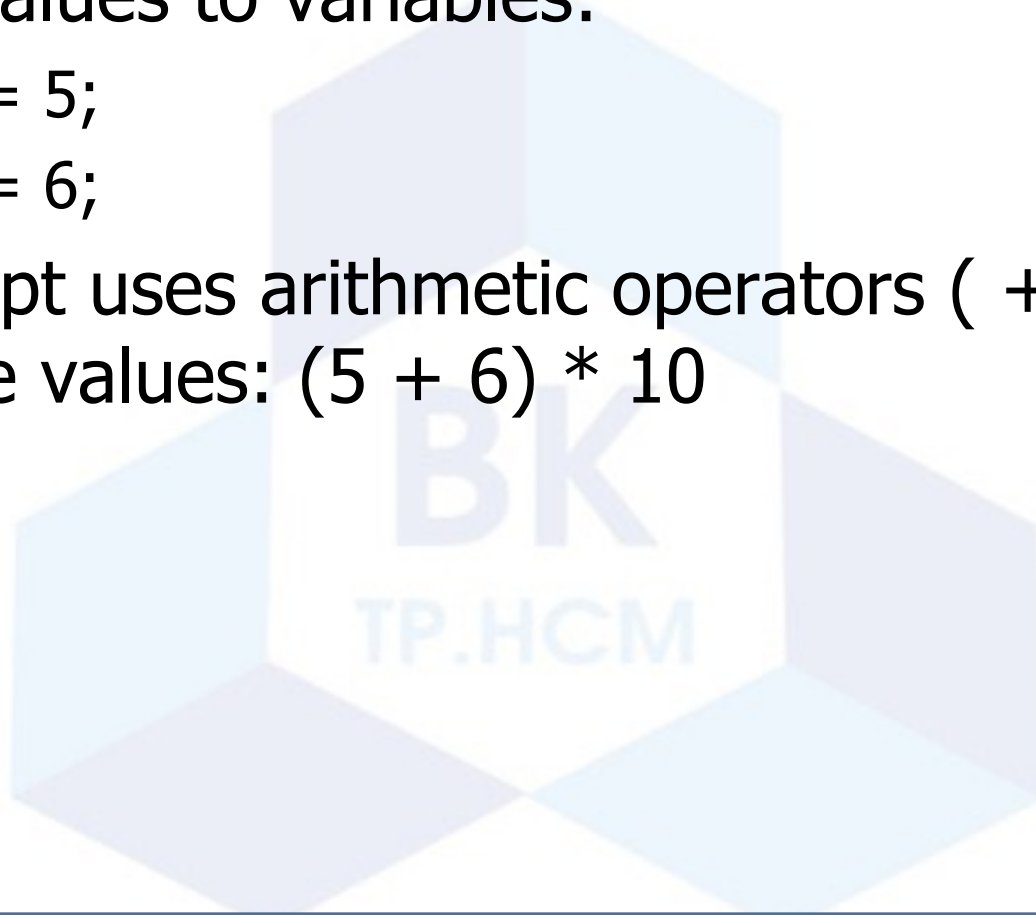 alues to variables:
= 5;
= 6;
pt uses arithmetic operators ( +
e values: (5 + 6) * 10
BK
TP.HCM